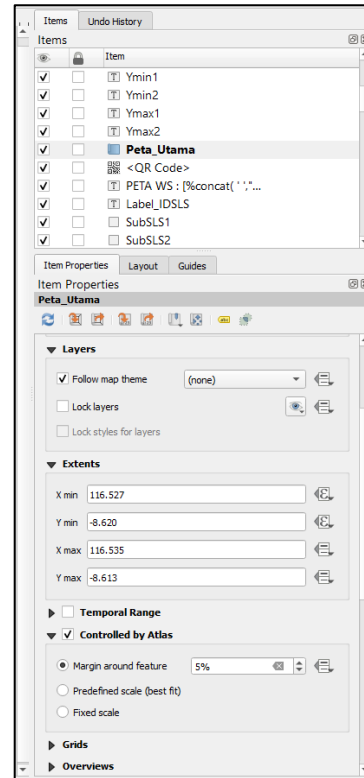 Items Undo History
Items
Item
Ymin1
Ymin2
Ymax1
Ymax2
Peta_Utama
<QR Code>
PETA WS : [%concat( ' ',"...
Label_IDSLS
SubSLS1
SubSLS2
Item Properties Layout Guides
Item Properties
Peta_Utama
Layers
Follow map theme (none)
Lock layers
Lock styles for layers
Extents
X min 116.527
Y min -8.620
X max 116.535
Y max -8.613
Temporal Range
Controlled by Atlas
Margin around feature 5%
Predefined scale (best fit)
Fixed scale
Grids
Overviews